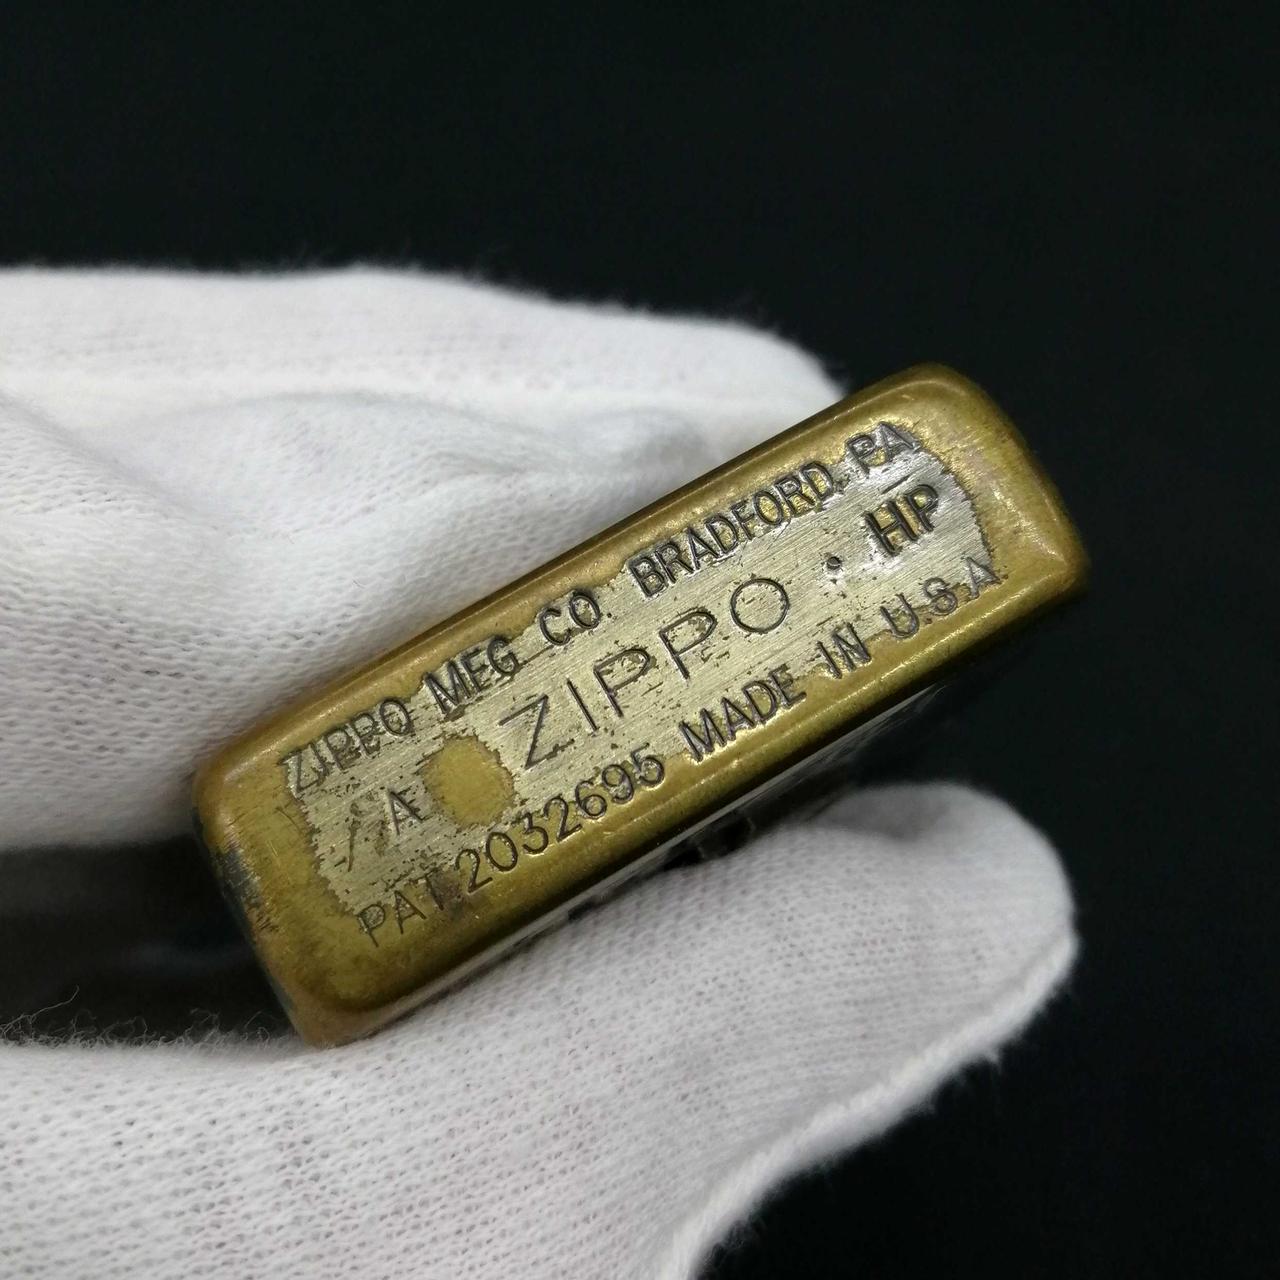 ZIPPO MFG CO. BRADFORD. PA
A ZIPPO · HP
PAT. 2032695 MADE IN U.S.A